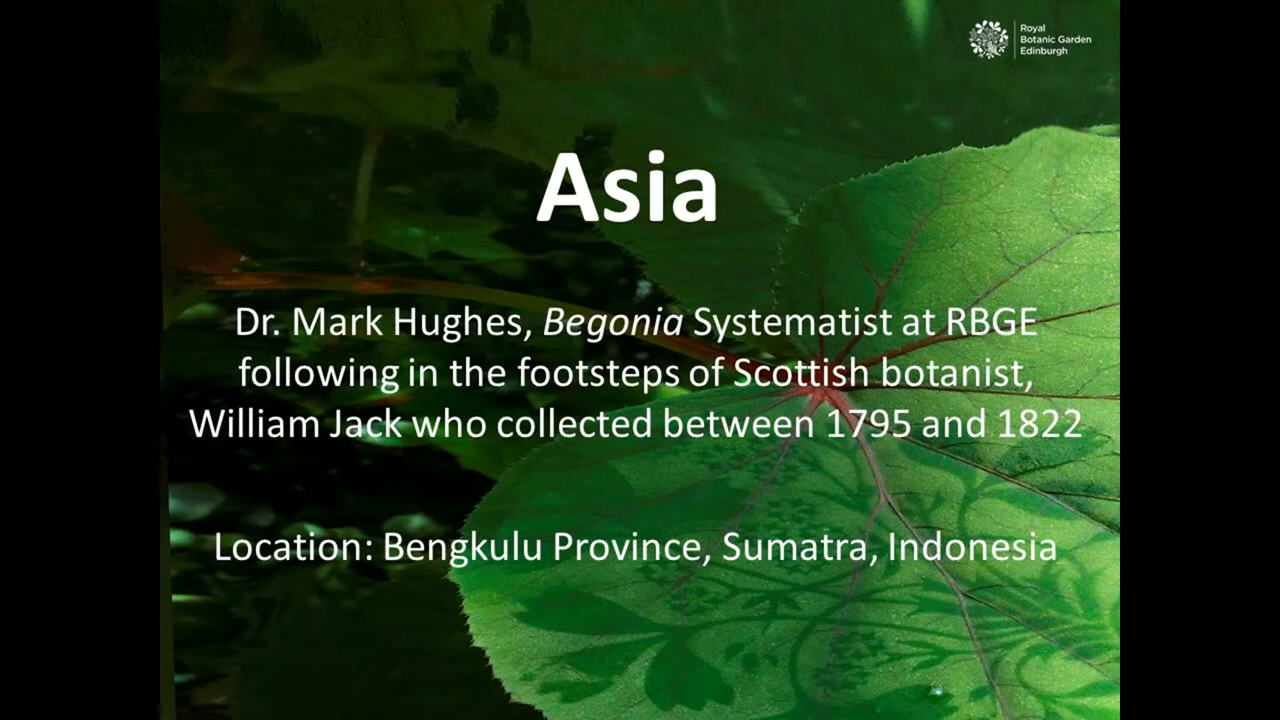 Royal
Botanic Garden
Edinburgh
Asia
Dr. Mark Hughes, Begonia Systematist at RBGE
following in the footsteps of Scottish botanist,
William Jack who collected between 1795 and 1822
Location: Bengkulu Province, Sumatra, Indonesia